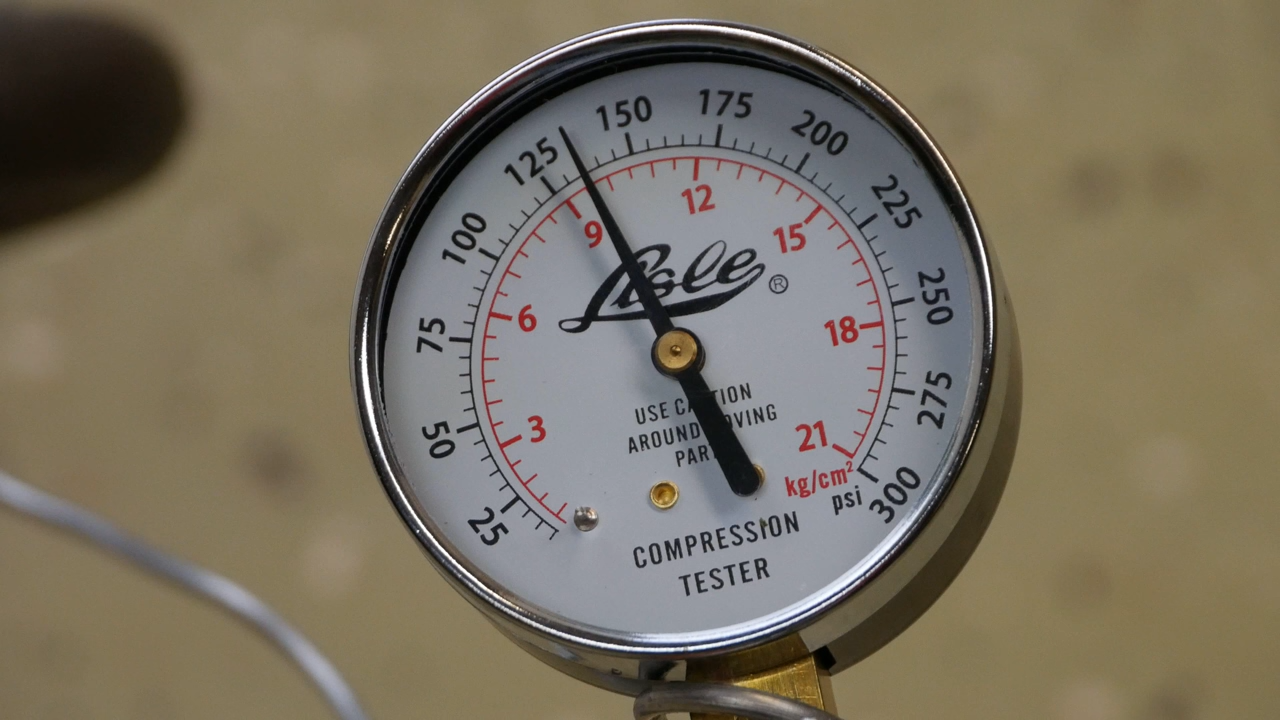 25
50
75
100
125
150
175
200
225
250
275
300
psi
3
6
9
12
15
18
21
kg/cm²
Lisle ®
USE CAUTION
AROUND MOVING
PARTS
COMPRESSION
TESTER